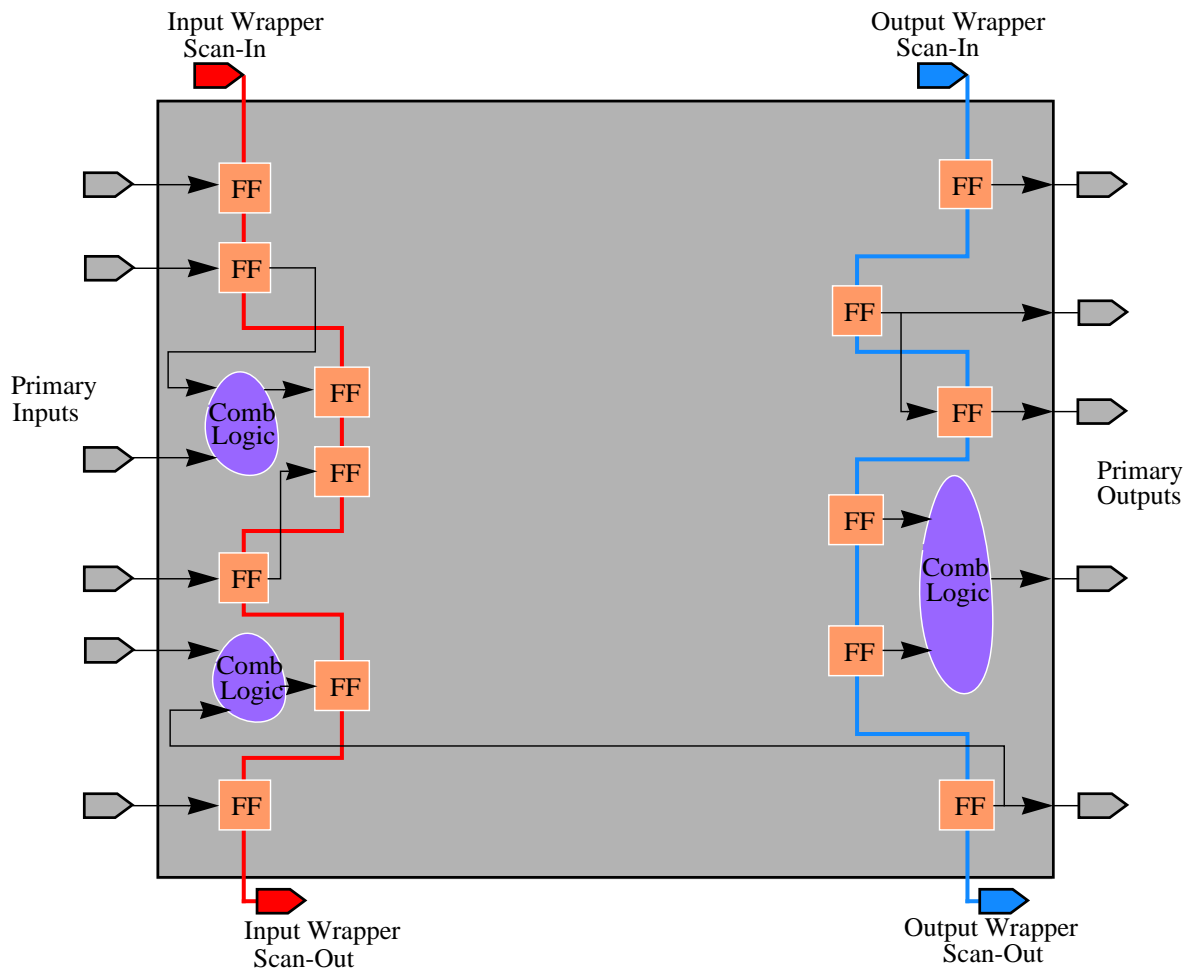 Input Wrapper
Scan-In
Output Wrapper
Scan-In
FF
FF
FF
FF
FF
FF
Primary
Inputs
Comb
Logic
FF
FF
Primary
Outputs
FF
FF
Comb
Logic
Comb
Logic
FF
FF
FF
FF
Input Wrapper
Scan-Out
Output Wrapper
Scan-Out